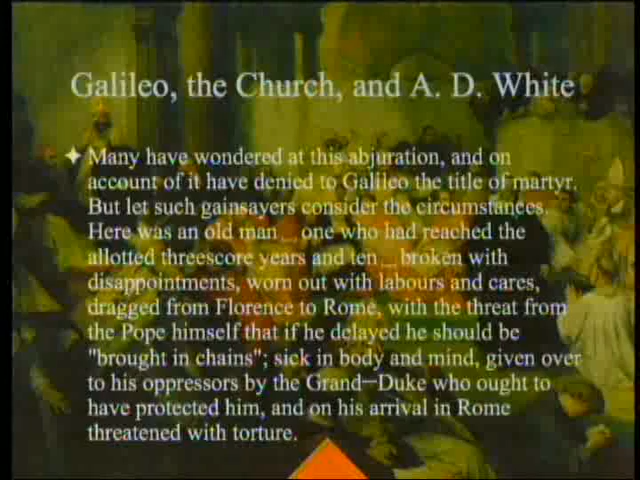 Galileo, the Church, and A. D. White
Many have wondered at this abjuration, and on
account of it have denied to Galileo the title of martyr.
But let such gainsayers consider the circumstances.
Here was an old man _ one who had reached the
allotted threescore years and ten _ broken with
disappointments, worn out with labours and cares,
dragged from Florence to Rome, with the threat from
the Pope himself that if he delayed he should be
"brought in chains"; sick in body and mind, given over
to his oppressors by the Grand–Duke who ought to
have protected him, and on his arrival in Rome
threatened with torture.